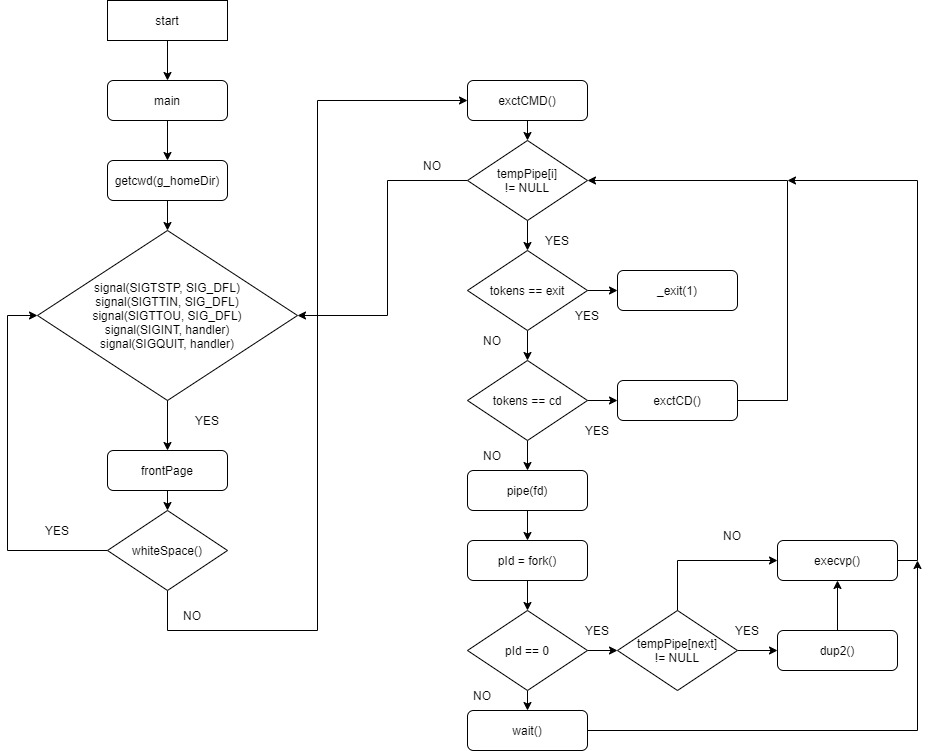 start
main
getcwd(g_homeDir)
signal(SIGTSTP, SIG_DFL)
signal(SIGTTIN, SIG_DFL)
signal(SIGTTOU, SIG_DFL)
signal(SIGINT, handler)
signal(SIGQUIT, handler)
YES
frontPage
whiteSpace()
YES
NO
exctCMD()
tempPipe[i]
!= NULL
NO
YES
tokens == exit
YES
_exit(1)
NO
tokens == cd
YES
exctCD()
NO
pipe(fd)
pId = fork()
pId == 0
YES
tempPipe[next]
!= NULL
NO
execvp()
YES
dup2()
NO
wait()